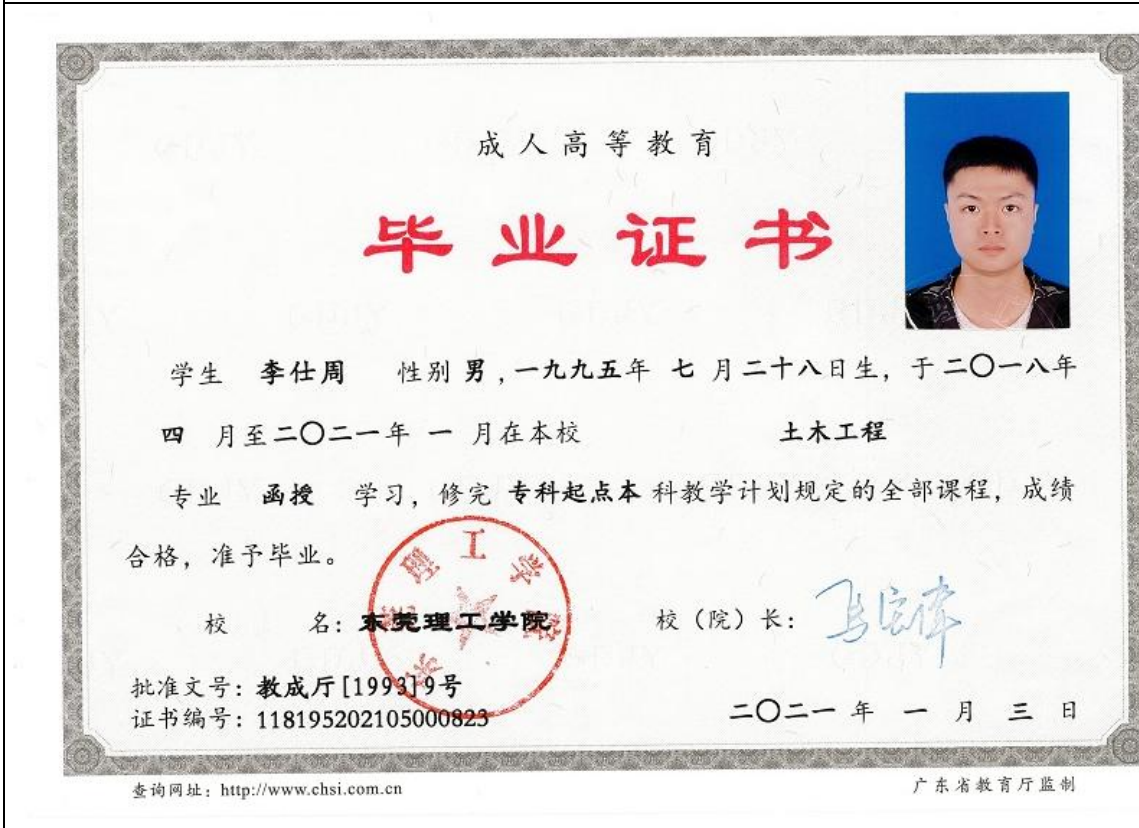 成人高等教育
毕业证书
学生 李仕周 性别 男，一九九五年 七 月二十八日生，于二〇一八年
四 月至二〇二一年 一 月在本校 土木工程
专业 函授 学习，修完 专科起点本 科教学计划规定的全部课程，成绩
合格，准予毕业。
校 名：东莞理工学院 校（院）长：
批准文号：教成厅[1993]9号
证书编号：118195202105000823
二〇二一 年 一 月 三 日
查询网址：http://www.chsi.com.cn 广东省教育厅监制